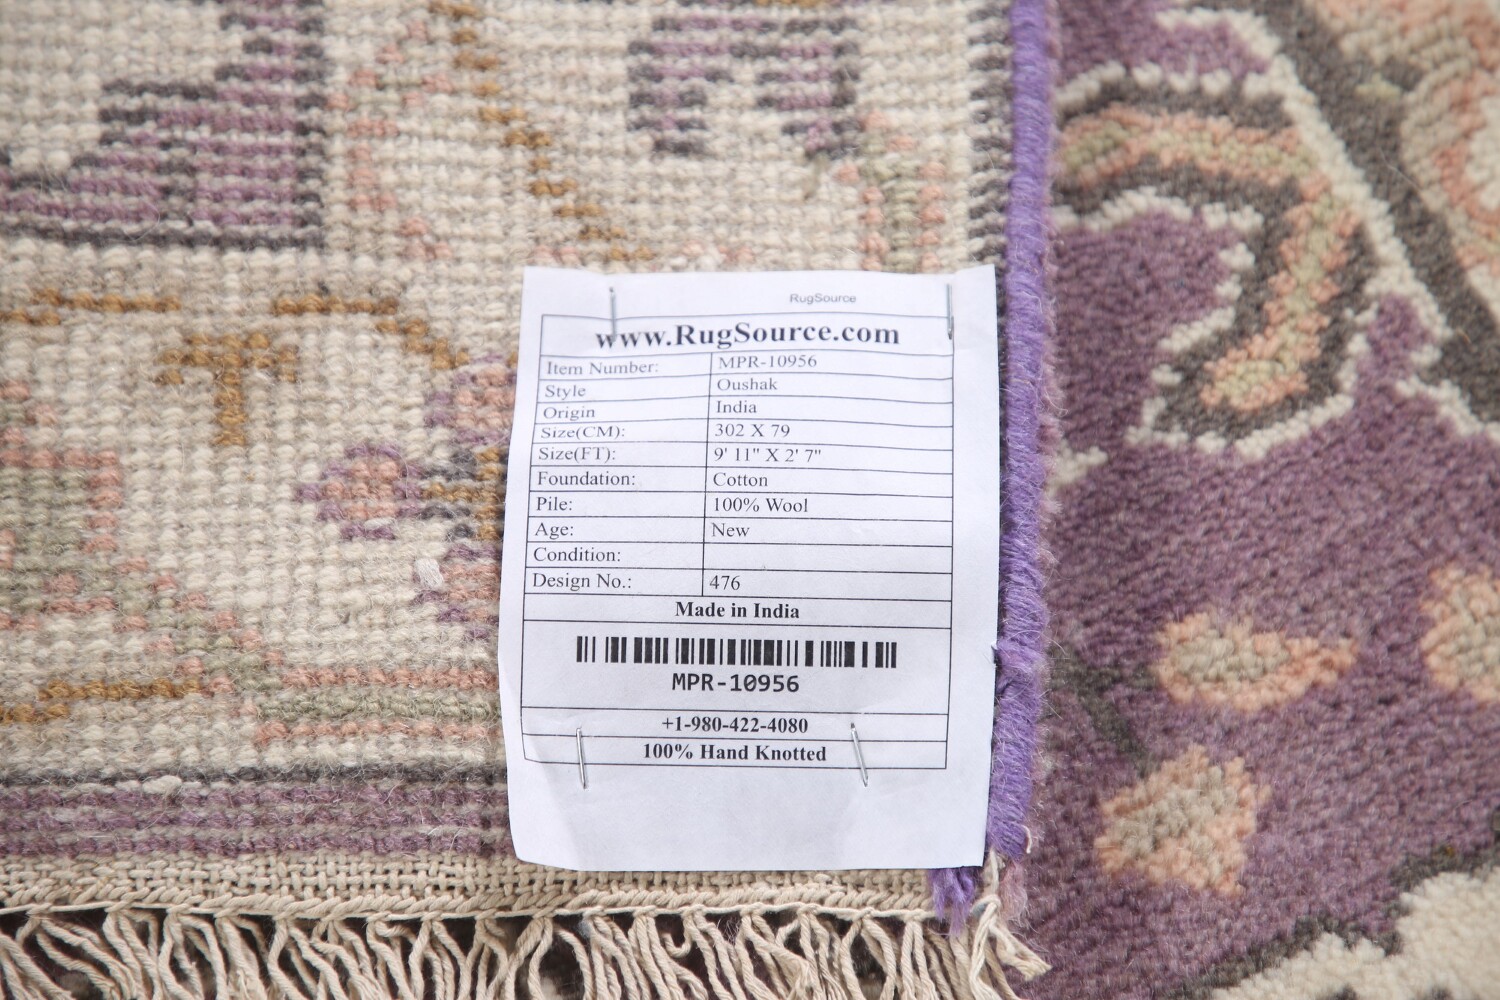 RugSource
www.RugSource.com
Item Number: MPR-10956
Style Oushak
Origin India
Size(CM): 302 X 79
Size(FT): 9' 11" X 2' 7"
Foundation: Cotton
Pile: 100% Wool
Age: New
Condition:
Design No.: 476
Made in India
MPR-10956
+1-980-422-4080
100% Hand Knotted